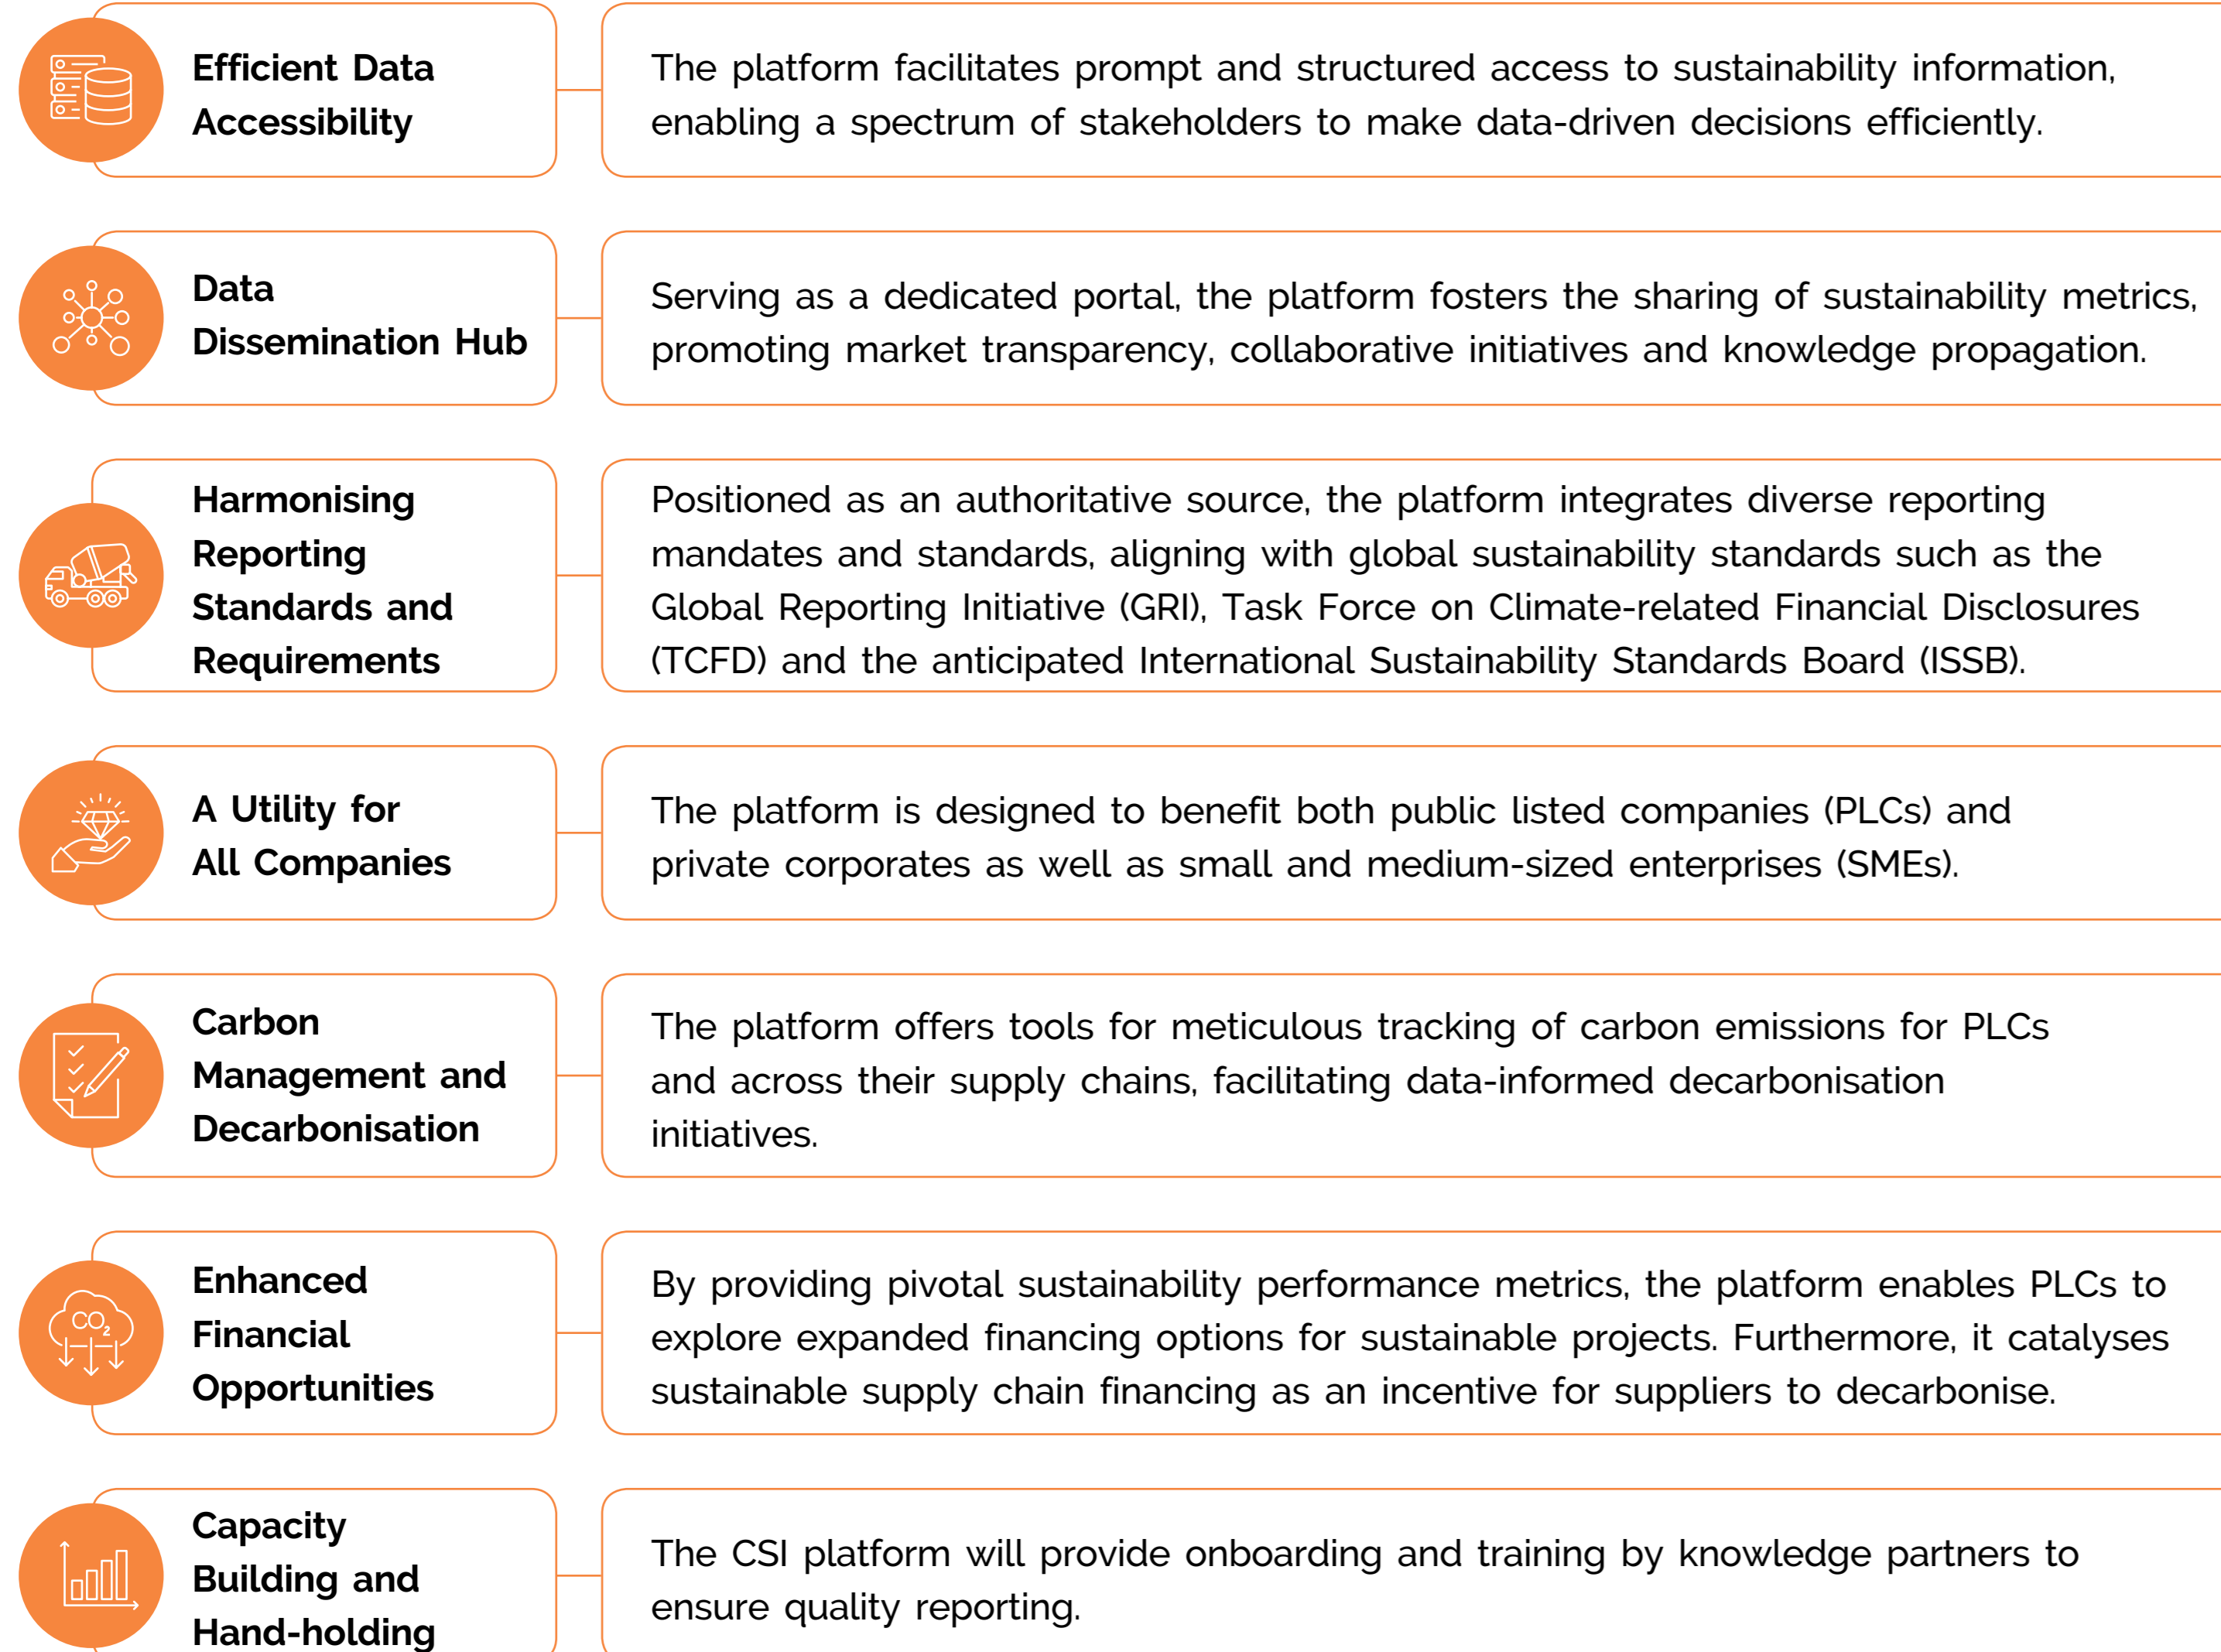 Efficient Data
Accessibility
The platform facilitates prompt and structured access to sustainability information,
enabling a spectrum of stakeholders to make data-driven decisions efficiently.
Data
Dissemination Hub
Serving as a dedicated portal, the platform fosters the sharing of sustainability metrics,
promoting market transparency, collaborative initiatives and knowledge propagation.
Harmonising
Reporting
Standards and
Requirements
Positioned as an authoritative source, the platform integrates diverse reporting
mandates and standards, aligning with global sustainability standards such as the
Global Reporting Initiative (GRI), Task Force on Climate-related Financial Disclosures
(TCFD) and the anticipated International Sustainability Standards Board (ISSB).
A Utility for
All Companies
The platform is designed to benefit both public listed companies (PLCs) and
private corporates as well as small and medium-sized enterprises (SMEs).
Carbon
Management and
Decarbonisation
The platform offers tools for meticulous tracking of carbon emissions for PLCs
and across their supply chains, facilitating data-informed decarbonisation
initiatives.
CO₂
Enhanced
Financial
Opportunities
By providing pivotal sustainability performance metrics, the platform enables PLCs to
explore expanded financing options for sustainable projects. Furthermore, it catalyses
sustainable supply chain financing as an incentive for suppliers to decarbonise.
Capacity
Building and
Hand-holding
The CSI platform will provide onboarding and training by knowledge partners to
ensure quality reporting.